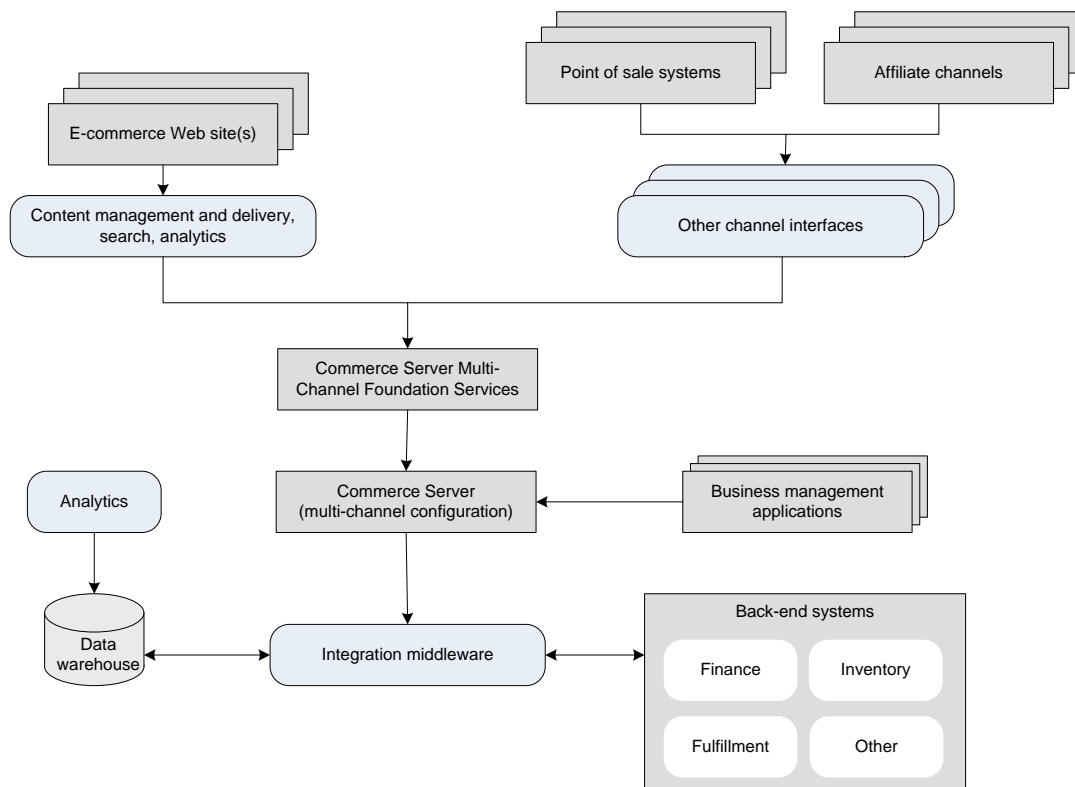 Point of sale systems
Affiliate channels
E-commerce Web site(s)
Content management and delivery,
search, analytics
Other channel interfaces
Commerce Server Multi-
Channel Foundation Services
Analytics
Commerce Server
(multi-channel configuration)
Business management
applications
Data
warehouse
Integration middleware
Back-end systems
Finance
Inventory
Fulfillment
Other